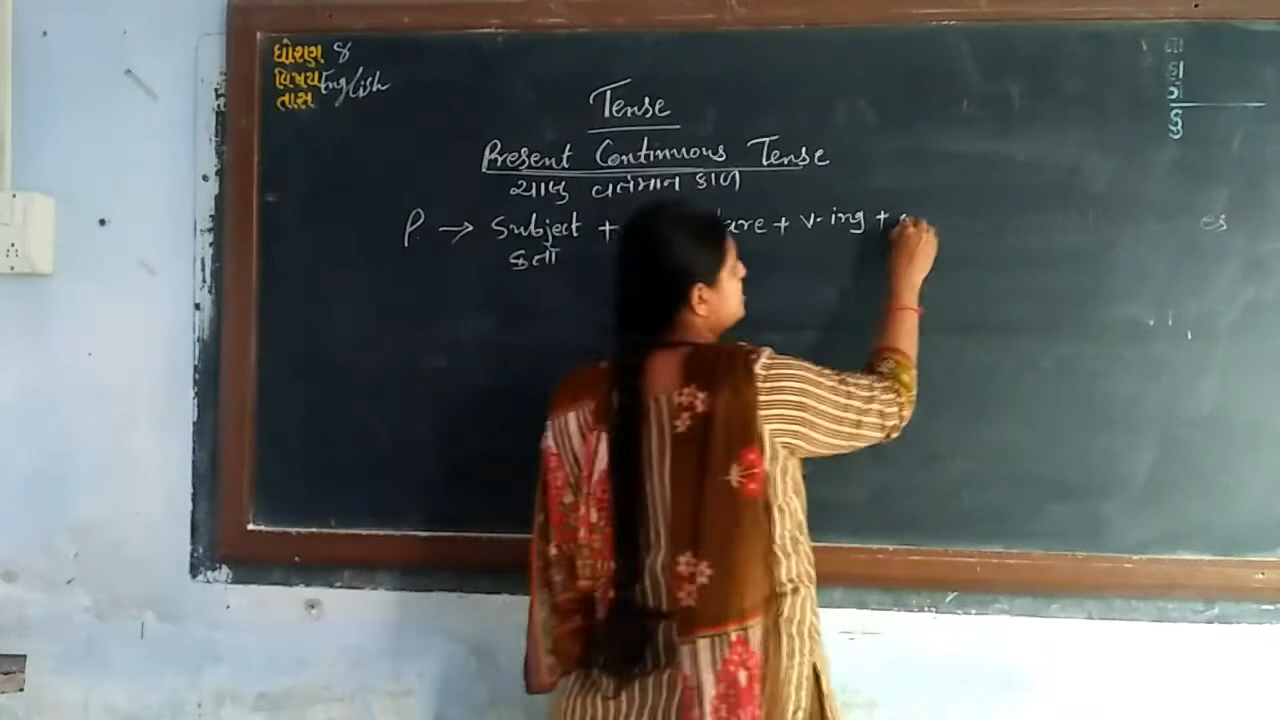 ધોરણ 8
વિષય English
તાસ
Tense
Present Continuous Tense
ચાલુ વર્તમાન કાળ
P. → Subject + are + v-ing +
કર્તા
es